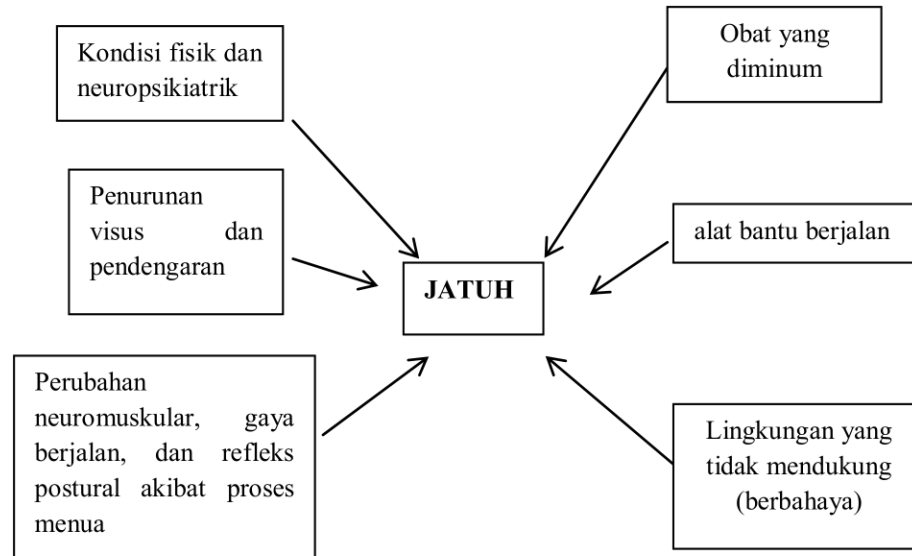 Kondisi fisik dan
neuropsikiatrik
Obat yang
diminum
Penurunan
visus dan
pendengaran
alat bantu berjalan
JATUH
Perubahan
neuromuskular, gaya
berjalan, dan refleks
postural akibat proses
menua
Lingkungan yang
tidak mendukung
(berbahaya)